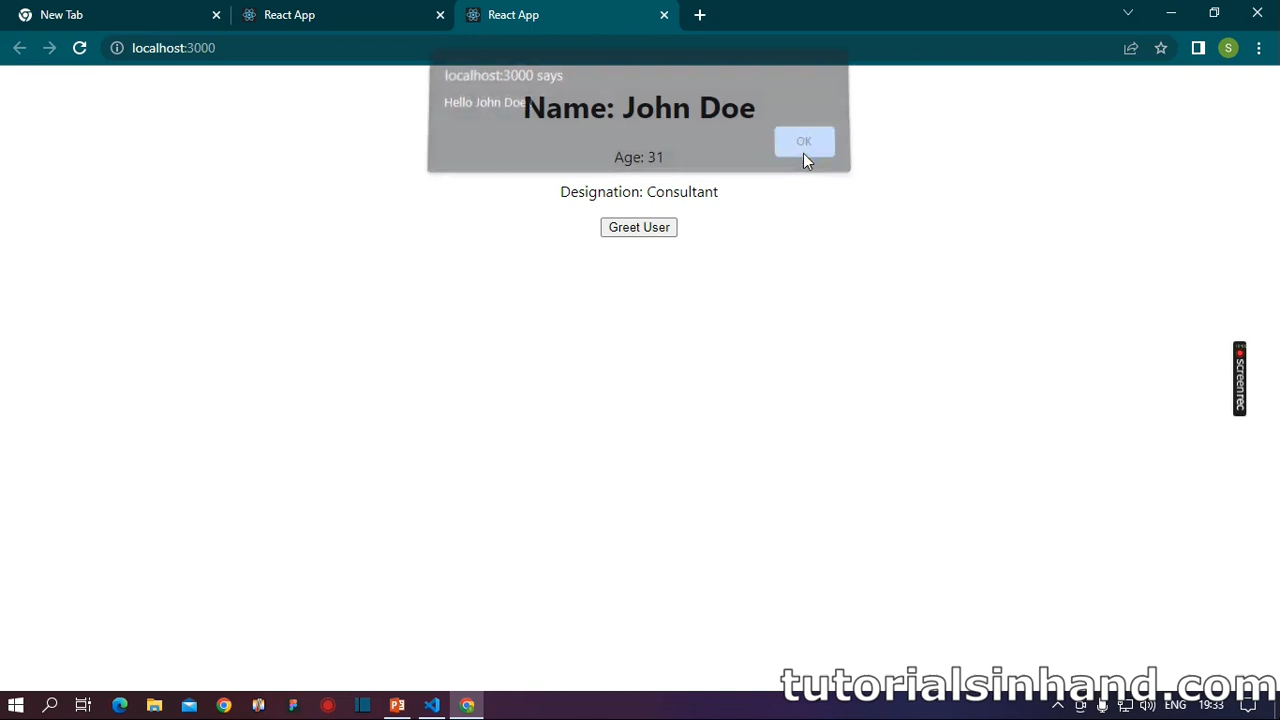 New Tab
React App
React App
localhost:3000
S
localhost:3000 says
Hello John Doe
Name: John Doe
OK
Age: 31
Designation: Consultant
Greet User
screenrec
tutorialsinhand.com
ENG
19:33